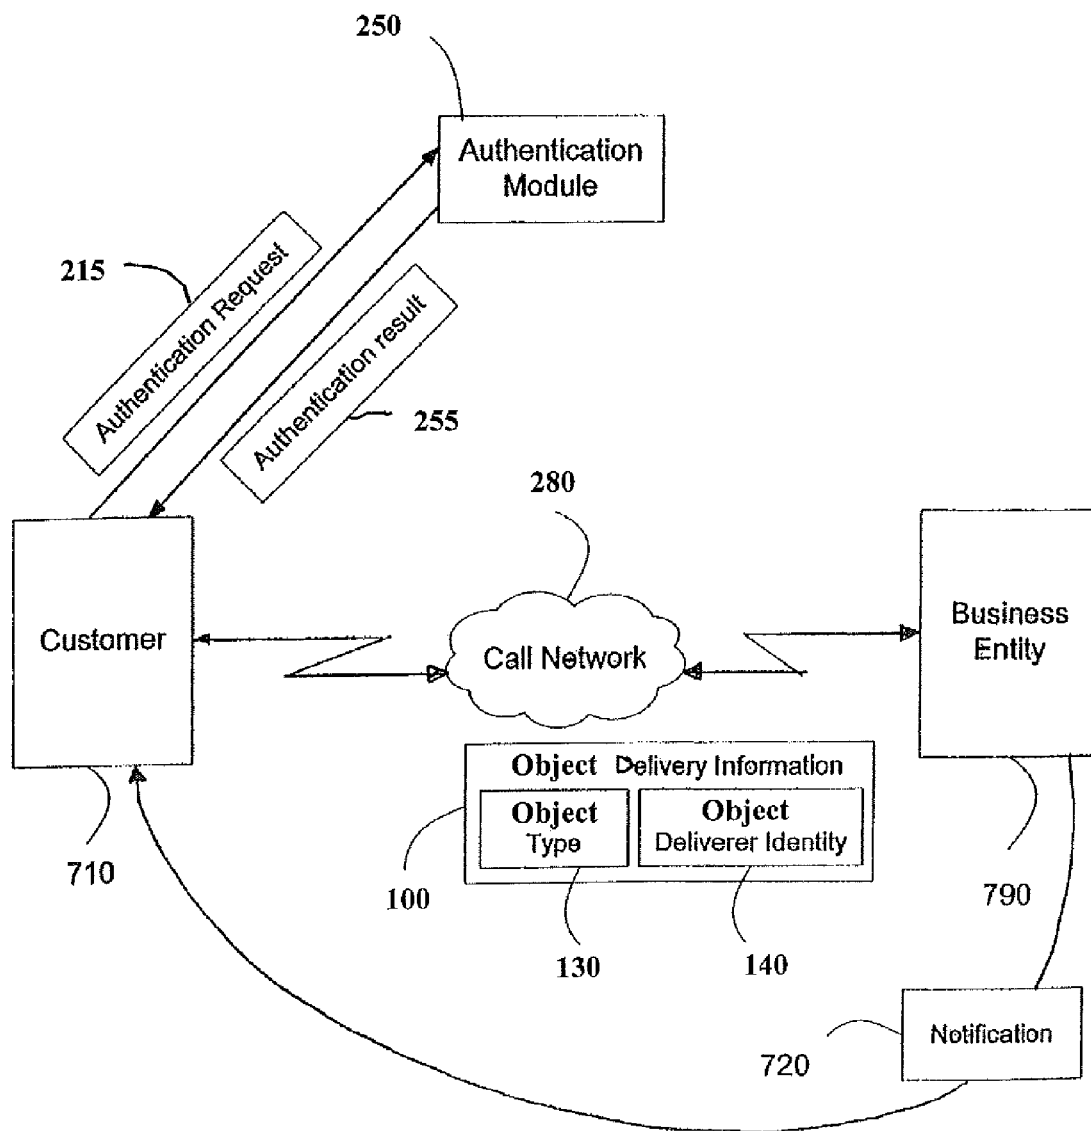 250
Authentication
Module
215
Authentication Request
Authentication result
255
280
Customer
Call Network
Business
Entity
Object Delivery Information
Object
Type
Object
Deliverer Identity
710
100
130
140
790
Notification
720